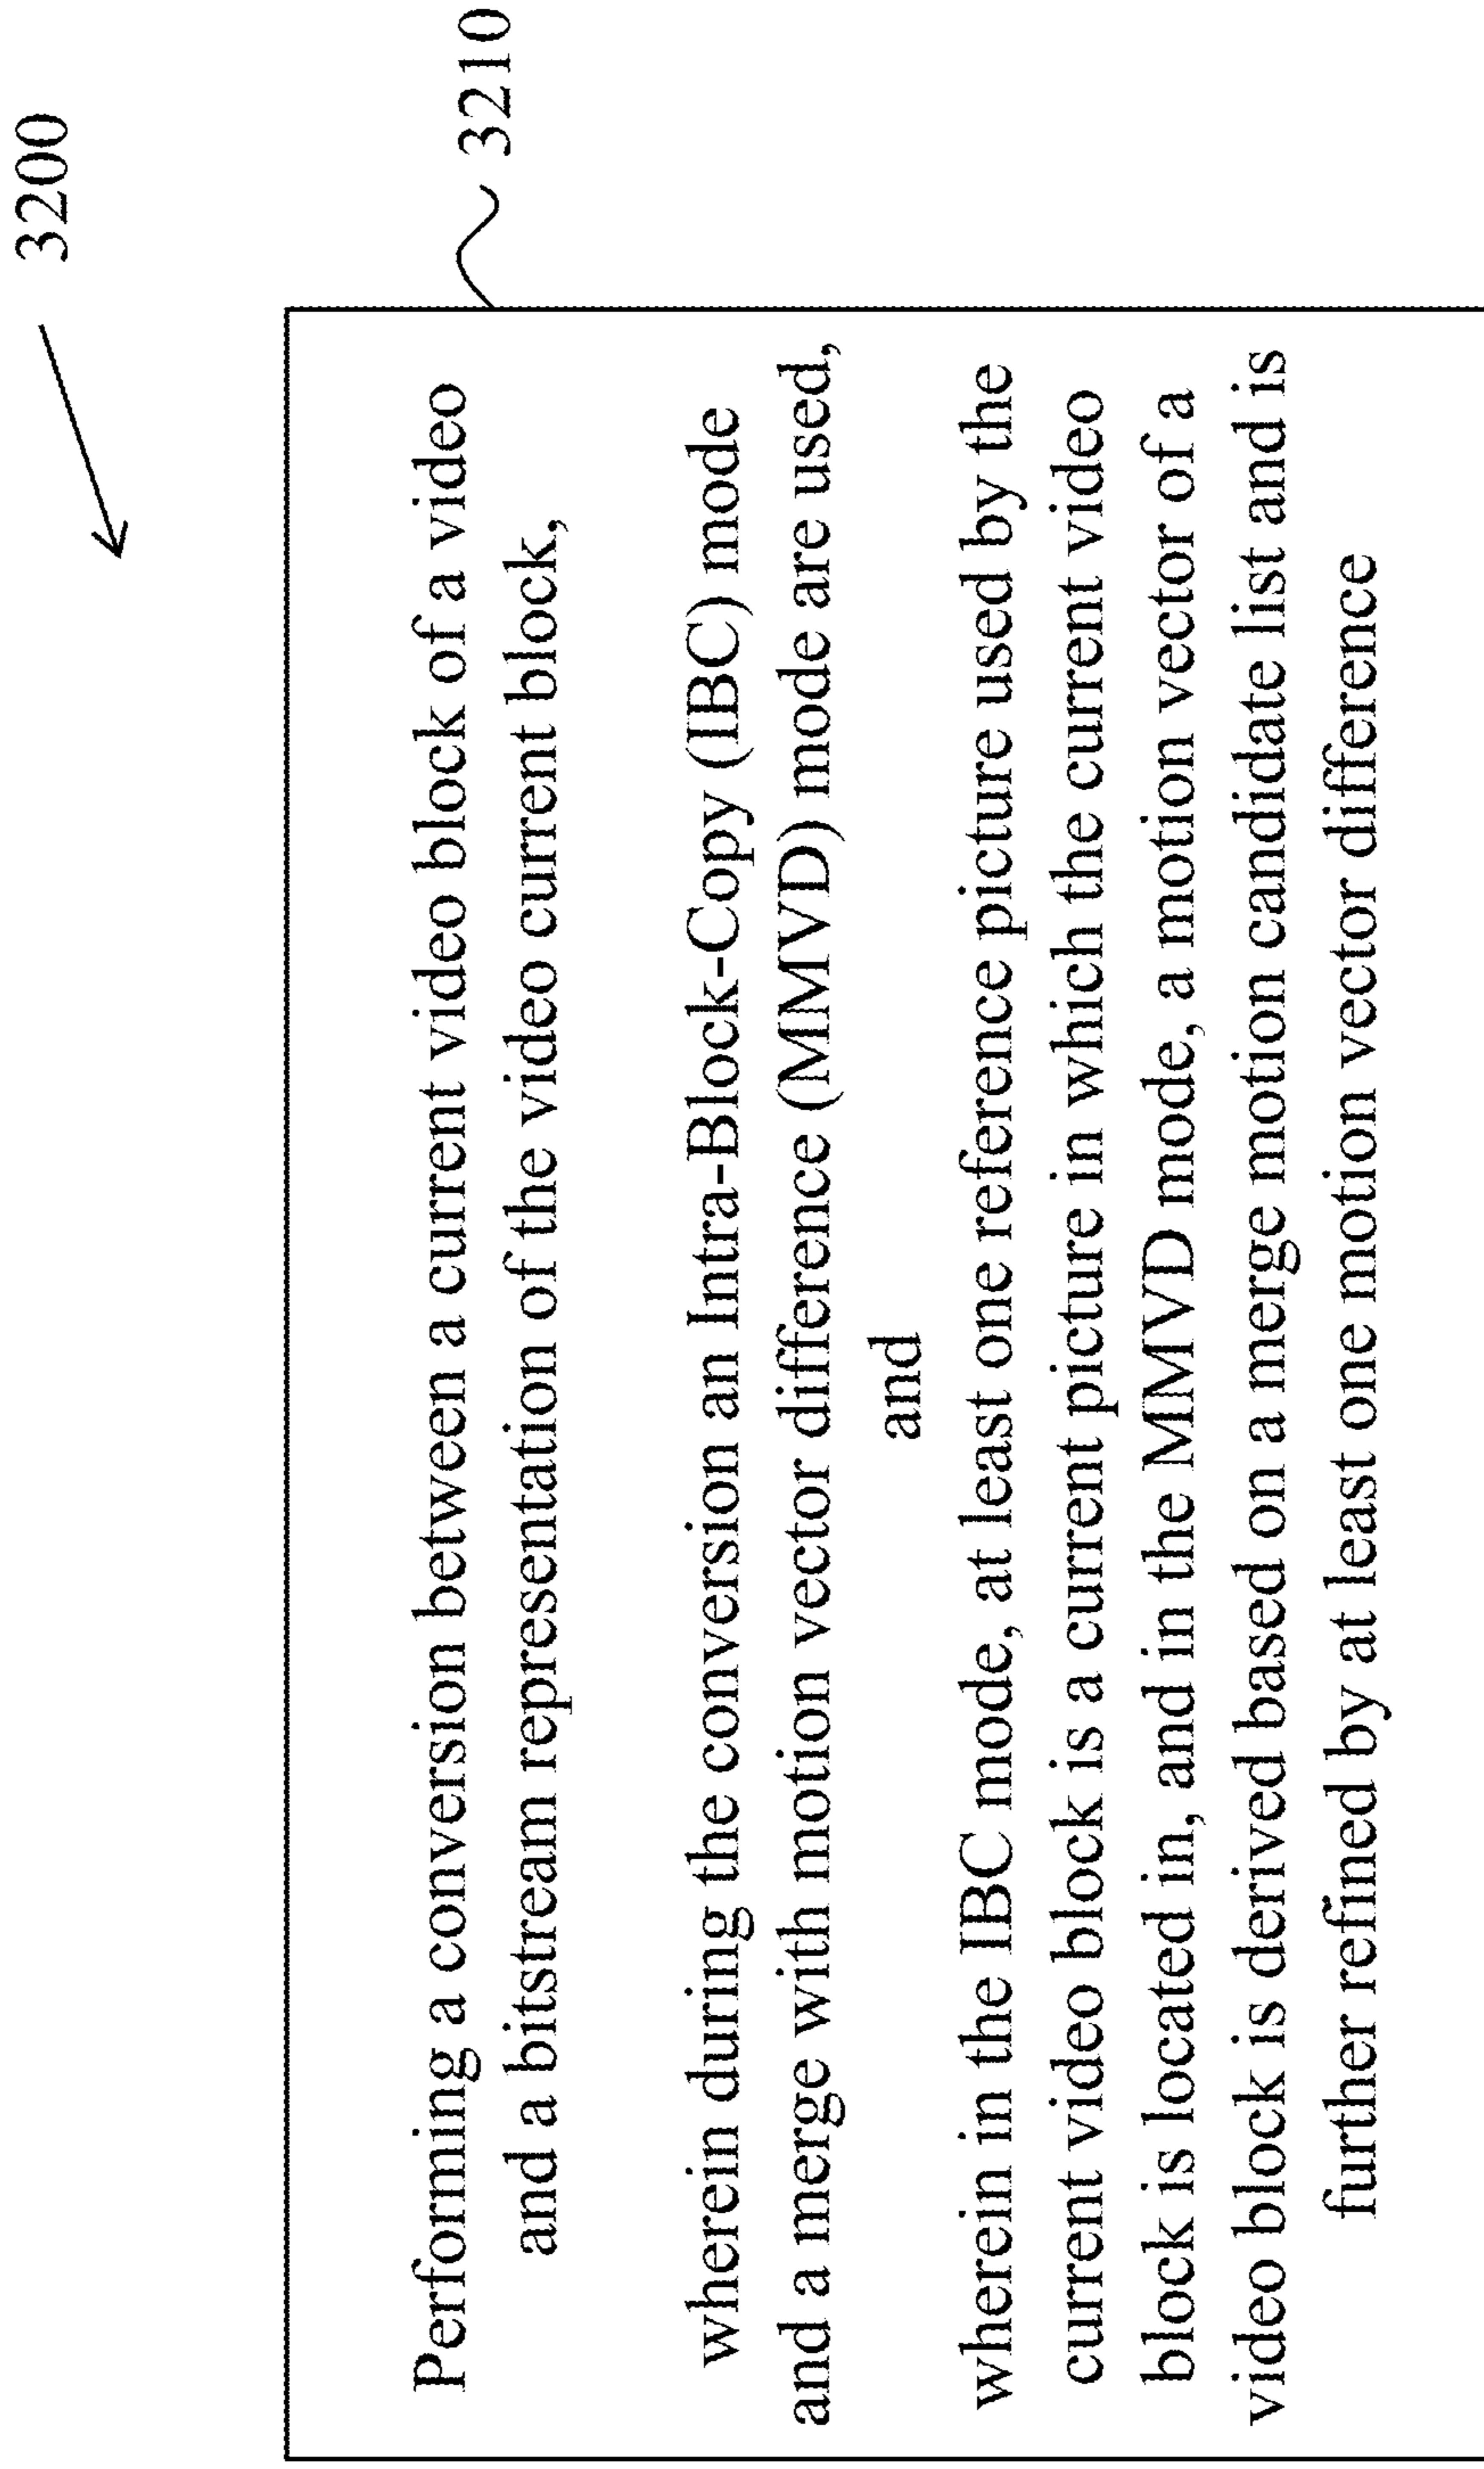 3200
3210
Performing a conversion between a current video block of a video
and a bitstream representation of the video current block,
wherein during the conversion an Intra-Block-Copy (IBC) mode
and a merge with motion vector difference (MMVD) mode are used,
and
wherein in the IBC mode, at least one reference picture used by the
current video block is a current picture in which the current video
block is located in, and in the MMVD mode, a motion vector of a
video block is derived based on a merge motion candidate list and is
further refined by at least one motion vector difference